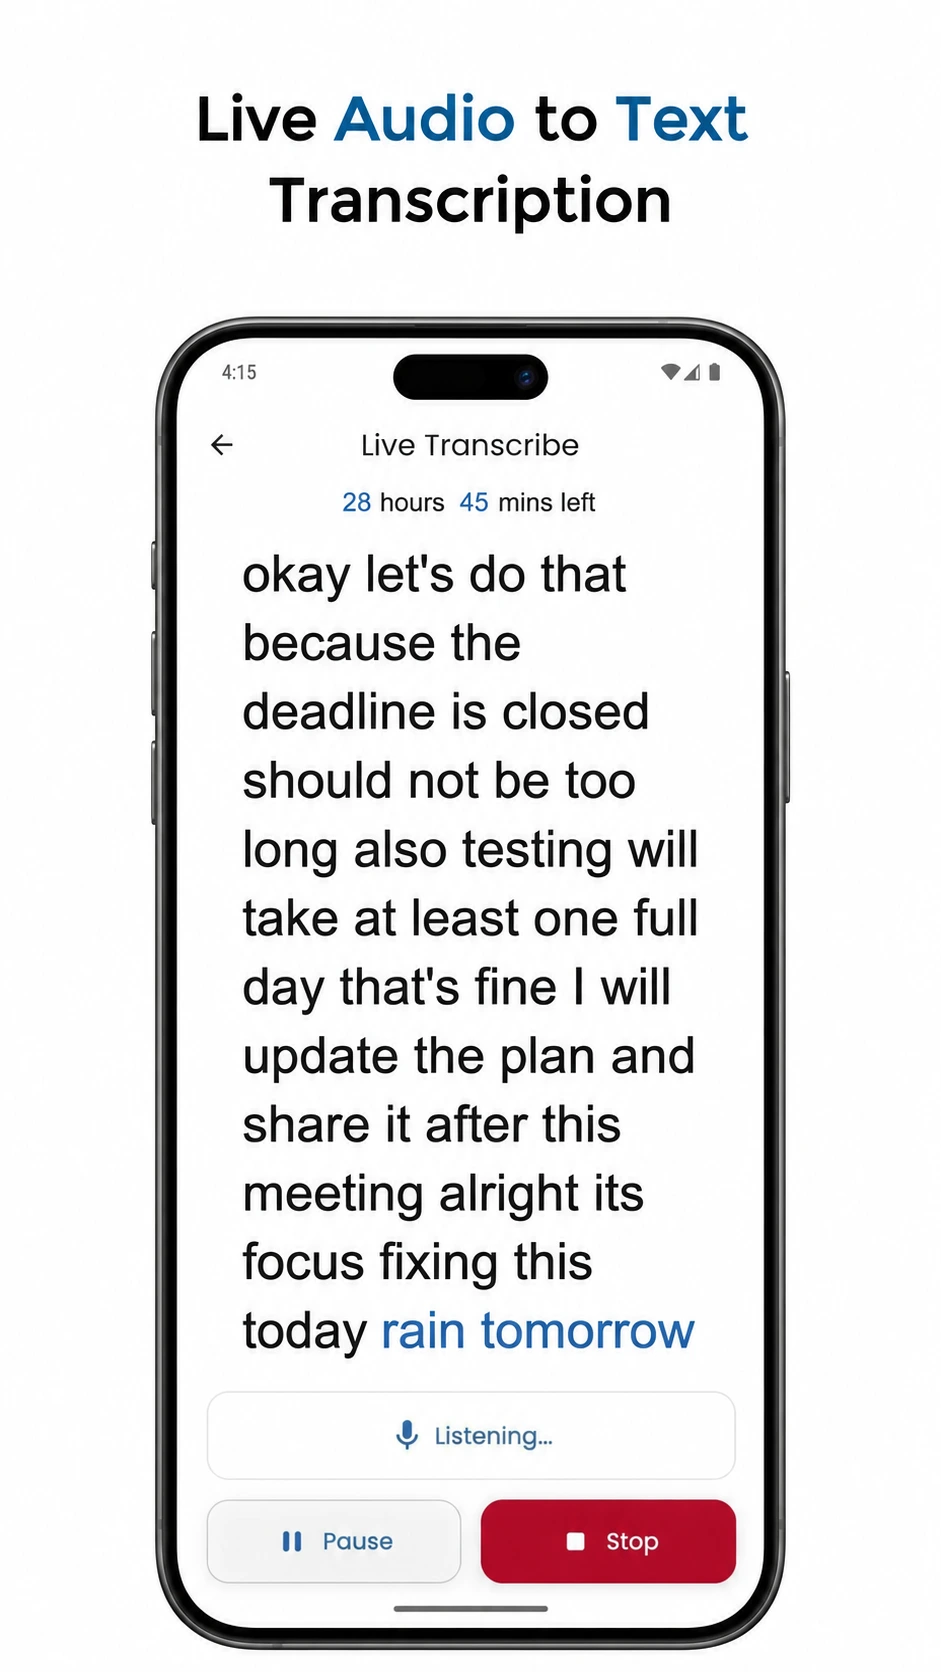 Live Audio to Text
Transcription
4:15
Live Transcribe
28 hours 45 mins left
okay let's do that
because the
deadline is closed
should not be too
long also testing will
take at least one full
day that's fine I will
update the plan and
share it after this
meeting alright its
focus fixing this
today rain tomorrow
Listening...
Pause
Stop